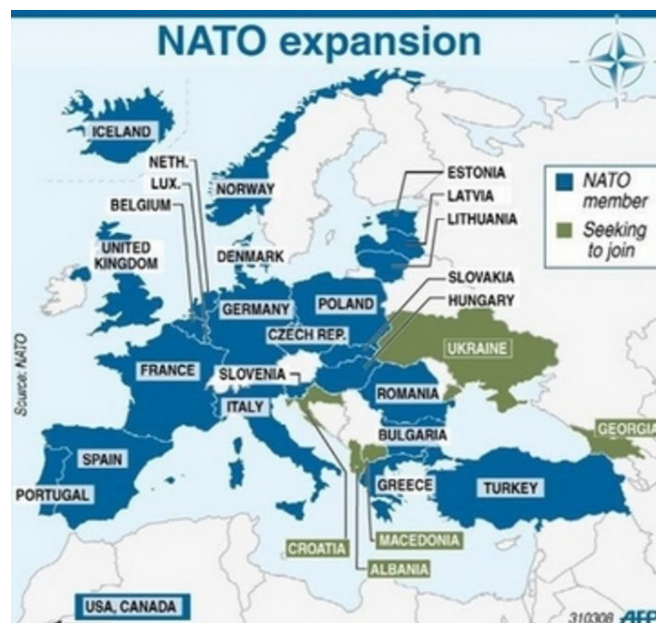 NATO expansion
ICELAND
NETH.
LUX.
BELGIUM
NORWAY
ESTONIA
LATVIA
LITHUANIA
NATO
member
Seeking
to join
UNITED
KINGDOM
DENMARK
SLOVAKIA
HUNGARY
GERMANY
POLAND
CZECH REP.
UKRAINE
FRANCE
SLOVENIA
ITALY
ROMANIA
BULGARIA
GEORGIA
SPAIN
PORTUGAL
GREECE
TURKEY
CROATIA
MACEDONIA
ALBANIA
USA, CANADA
Source: NATO
310308 AFP